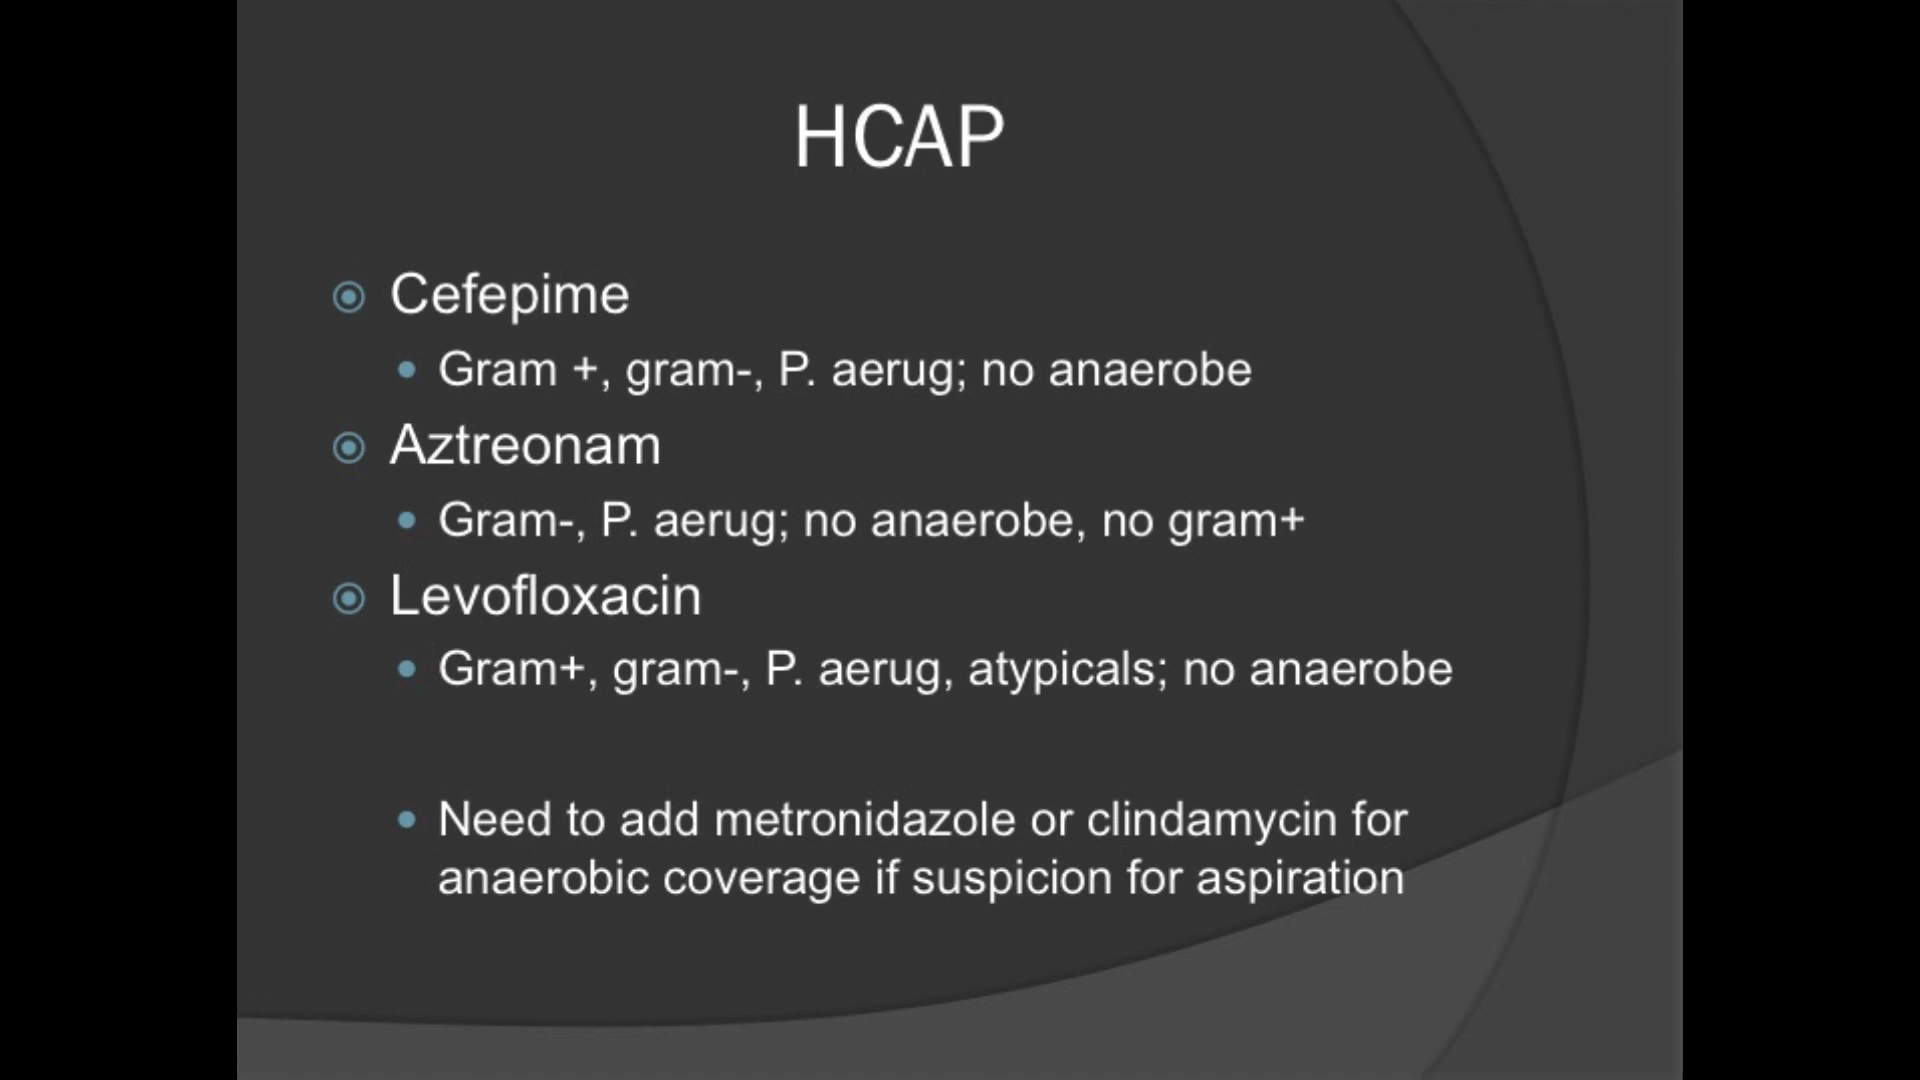 HCAP
Cefepime
Gram +, gram-, P. aerug; no anaerobe
Aztreonam
Gram-, P. aerug; no anaerobe, no gram+
Levofloxacin
Gram+, gram-, P. aerug, atypicals; no anaerobe
Need to add metronidazole or clindamycin for
anaerobic coverage if suspicion for aspiration